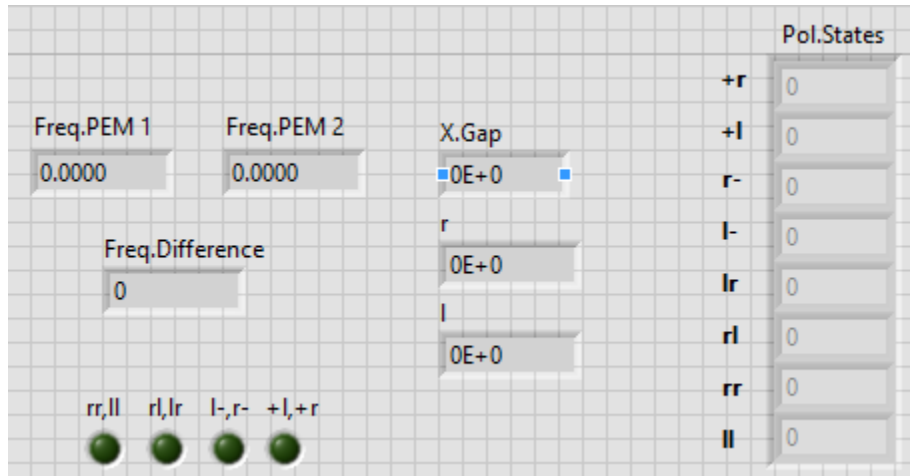 Pol.States
+r 0
Freq.PEM 1 Freq.PEM 2 X.Gap
+l 0
0.0000 0.0000 0E+0
r- 0
r
l- 0
Freq.Difference
0E+0
0
lr 0
l
rl 0
0E+0
rr 0
rr,ll rl,lr l-,r- +l,+r
ll 0